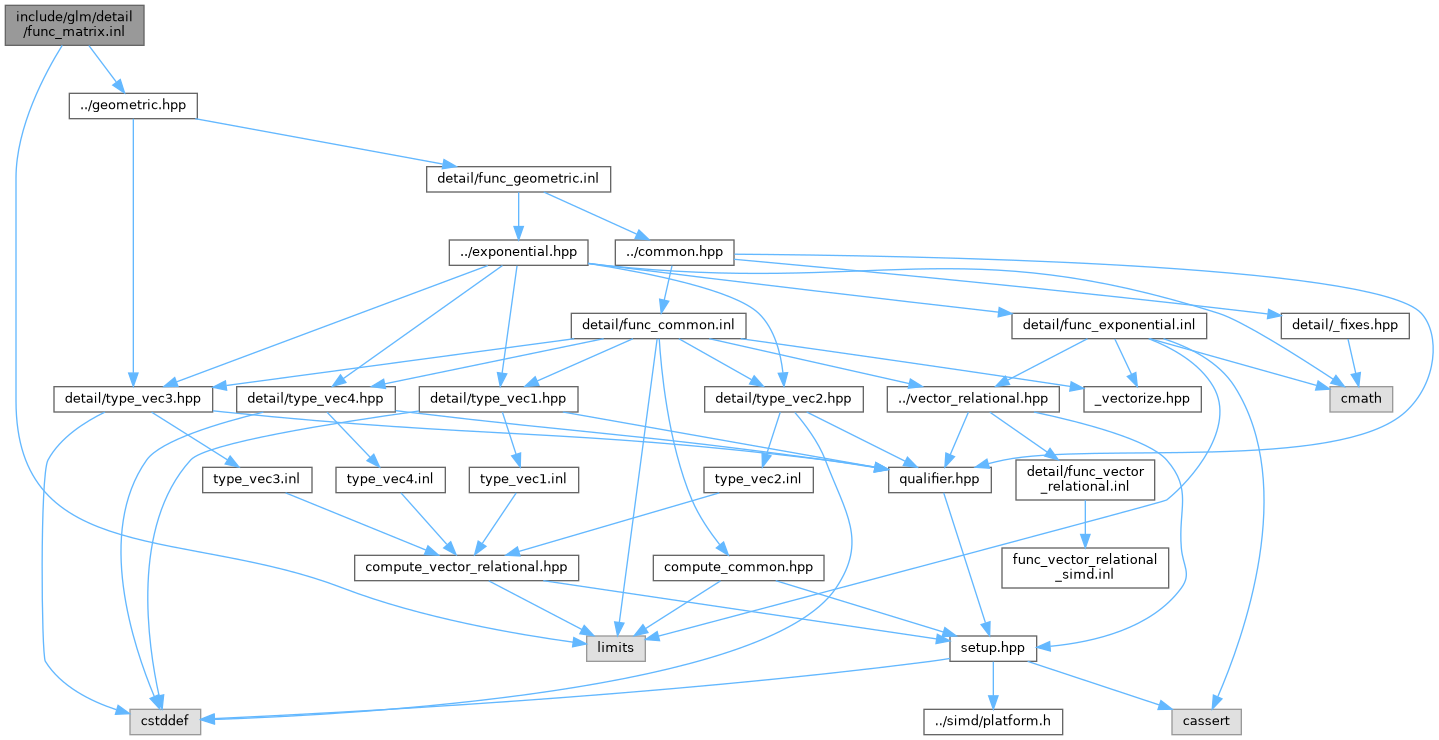 include/glm/detail
/func_matrix.inl
../geometric.hpp
detail/func_geometric.inl
../exponential.hpp
../common.hpp
detail/func_common.inl
detail/func_exponential.inl
detail/_fixes.hpp
detail/type_vec3.hpp
detail/type_vec4.hpp
detail/type_vec1.hpp
detail/type_vec2.hpp
../vector_relational.hpp
_vectorize.hpp
cmath
type_vec3.inl
type_vec4.inl
type_vec1.inl
type_vec2.inl
qualifier.hpp
detail/func_vector
_relational.inl
compute_vector_relational.hpp
compute_common.hpp
func_vector_relational
_simd.inl
limits
setup.hpp
cstddef
../simd/platform.h
cassert